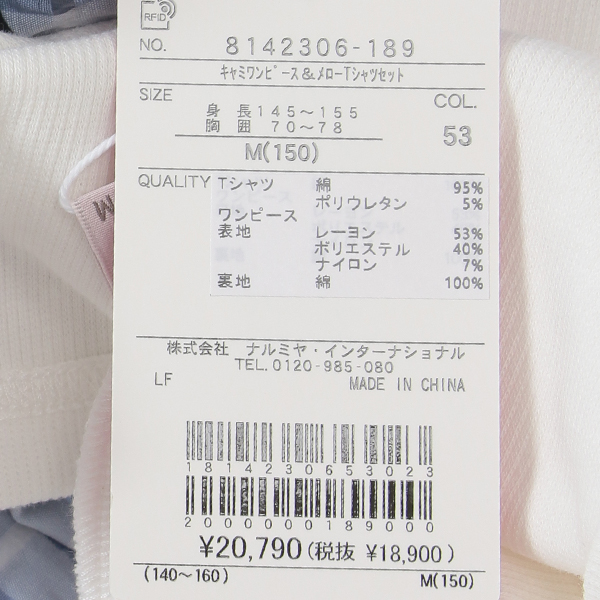 RFID
NO. 8142306-189
キャミワンピース&メローTシャツセット
SIZE COL.
身 長 145～155
胸 囲 70～78 53
M(150)
QUALITY Tシャツ 綿 95%
ポリウレタン 5%
ワンピース
表地 レーヨン 53%
ポリエステル 40%
ナイロン 7%
裏地 綿 100%
株式会社 ナルミヤ・インターナショナル
TEL.0120-985-080
LF MADE IN CHINA
1814230653023
2000000189000
¥20,790(税抜 ¥18,900)
(140～160) M(150)